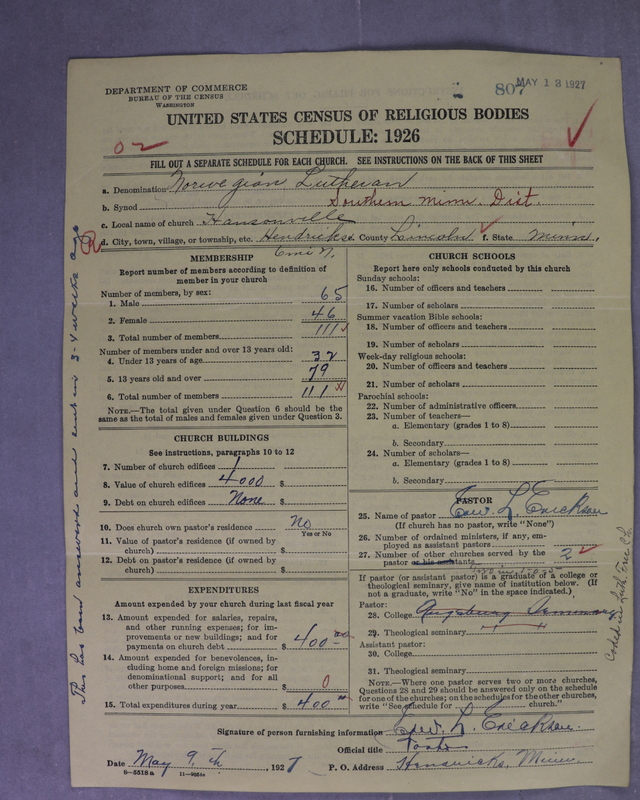 DEPARTMENT OF COMMERCE
BUREAU OF THE CENSUS
WASHINGTON
807 MAY 13 1927
UNITED STATES CENSUS OF RELIGIOUS BODIES
SCHEDULE: 1926
02
FILL OUT A SEPARATE SCHEDULE FOR EACH CHURCH. SEE INSTRUCTIONS ON THE BACK OF THIS SHEET
a. Denomination Norwegian Lutheran
b. Synod Southern Minn. Dist.
c. Local name of church Hansonville
R d. City, town, village, or township, etc. Hendricks e. County Lincoln f. State Minn.
MEMBERSHIP
Report number of members according to definition of member in your church
Number of members, by sex:
1. Male 65
2. Female 46
3. Total number of members 111
Number of members under and over 13 years old:
4. Under 13 years of age 32
5. 13 years old and over 79
6. Total number of members 111
NOTE.—The total given under Question 6 should be the same as the total of males and females given under Question 3.
CHURCH BUILDINGS
See instructions, paragraphs 10 to 12
7. Number of church edifices 1
8. Value of church edifices 4000 $
9. Debt on church edifices None $
10. Does church own pastor's residence No
Yes or No
11. Value of pastor's residence (if owned by church) $
12. Debt on pastor's residence (if owned by church) $
EXPENDITURES
Amount expended by your church during last fiscal year
13. Amount expended for salaries, repairs, and other running expenses; for improvements or new buildings; and for payments on church debt $ 400 00
14. Amount expended for benevolences, including home and foreign missions; for denominational support; and for all other purposes $ 0
15. Total expenditures during year $ 400 00
CHURCH SCHOOLS
Report here only schools conducted by this church
Sunday schools:
16. Number of officers and teachers
17. Number of scholars
Summer vacation Bible schools:
18. Number of officers and teachers
19. Number of scholars
Week-day religious schools:
20. Number of officers and teachers
21. Number of scholars
Parochial schools:
22. Number of administrative officers
23. Number of teachers—
a. Elementary (grades 1 to 8)
b. Secondary
24. Number of scholars—
a. Elementary (grades 1 to 8)
b. Secondary
PASTOR
25. Name of pastor Edw. L. Erickson
(If church has no pastor, write "None")
26. Number of ordained ministers, if any, employed as assistant pastors
27. Number of other churches served by the pastor or his assistants 2
If pastor (or assistant pastor) is a graduate of a college or theological seminary, give name of institution below. (If not a graduate, write "No" in the space indicated.)
Pastor:
28. College Augsburg Seminary
29. Theological seminary
Assistant pastor:
30. College
31. Theological seminary
NOTE.—Where one pastor serves two or more churches, Questions 28 and 29 should be answered only on the schedule for one of the churches; on the schedules for the other churches, write "See schedule for church."
Signature of person furnishing information Edw. L. Erickson
Official title Pastor
Date May 9th, 1927 P. O. Address Hendricks, Minn.
8-5318a
This has been answered and sent in 3-4 weeks ago